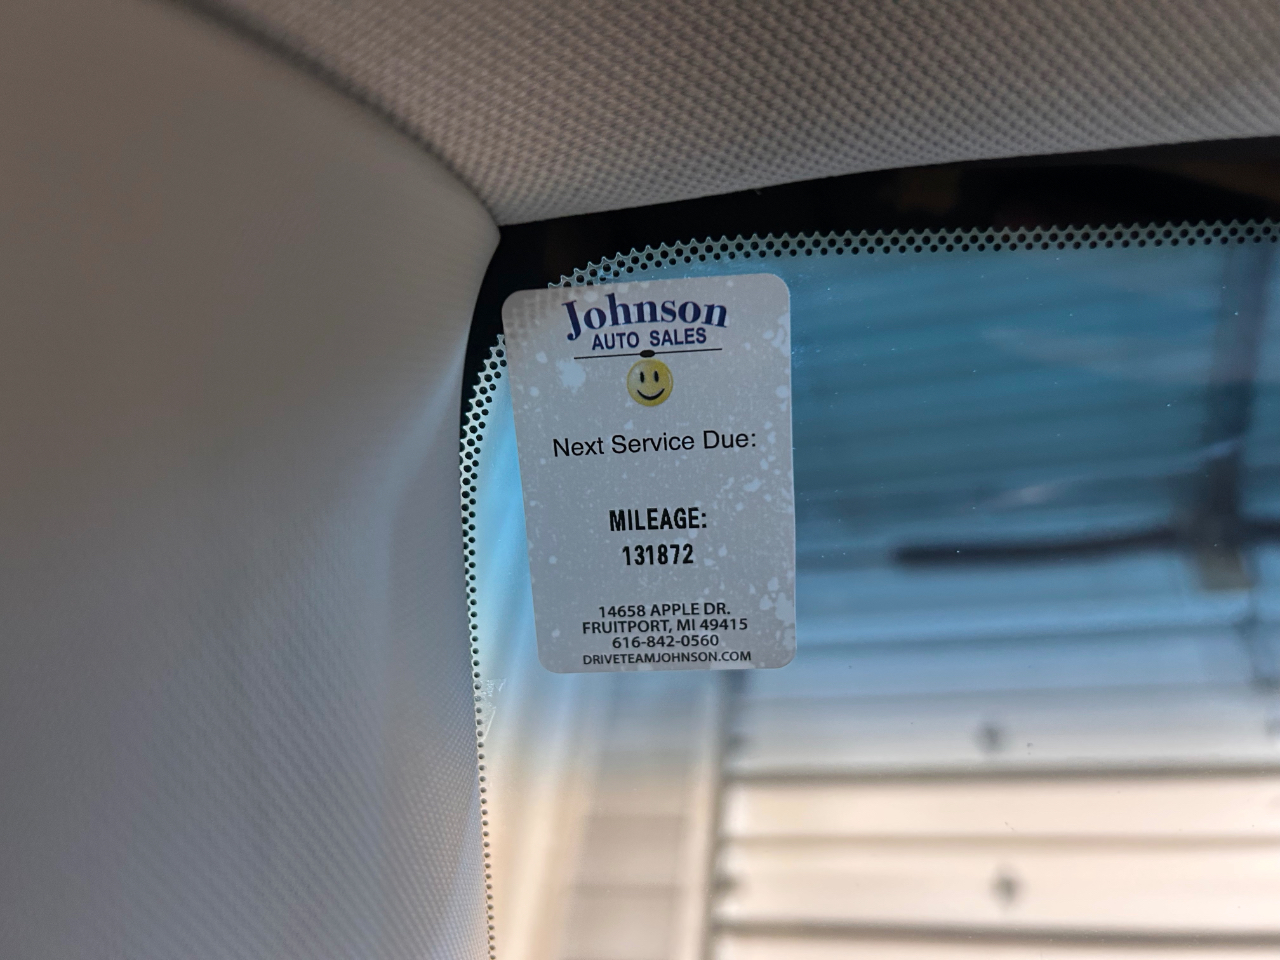 Johnson
AUTO SALES
Next Service Due:
MILEAGE:
131872
14658 APPLE DR.
FRUITPORT, MI 49415
616-842-0560
DRIVETEAMJOHNSON.COM